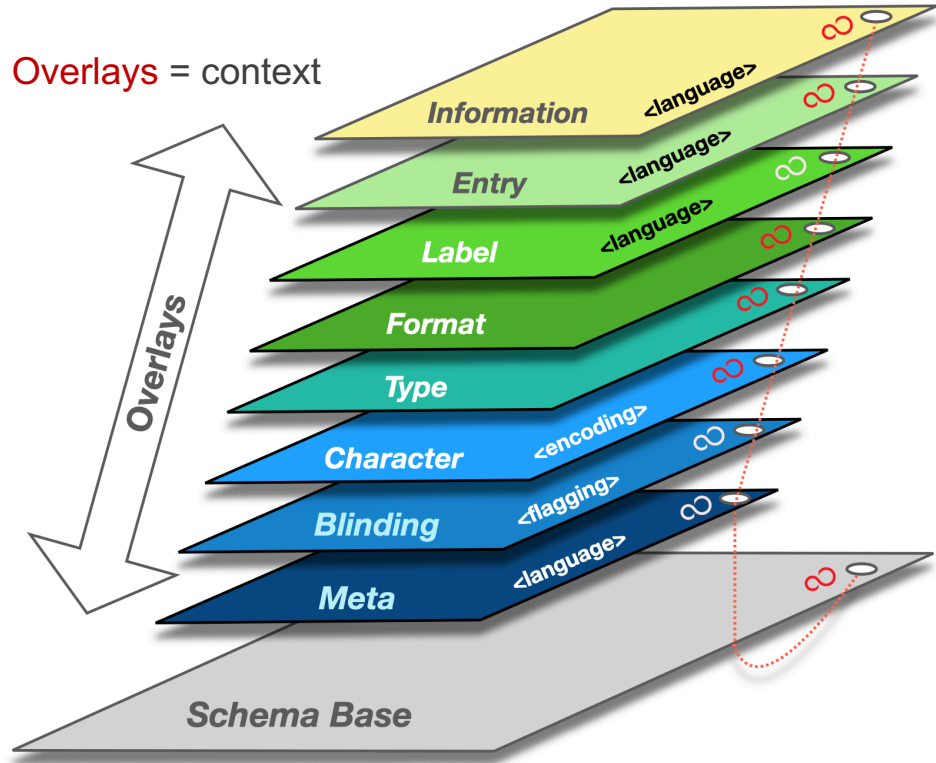 Overlays = context
Information <language>
Entry <language>
Label <language>
Format
Type
Character <encoding>
Blinding <flagging>
Meta <language>
Schema Base
Overlays